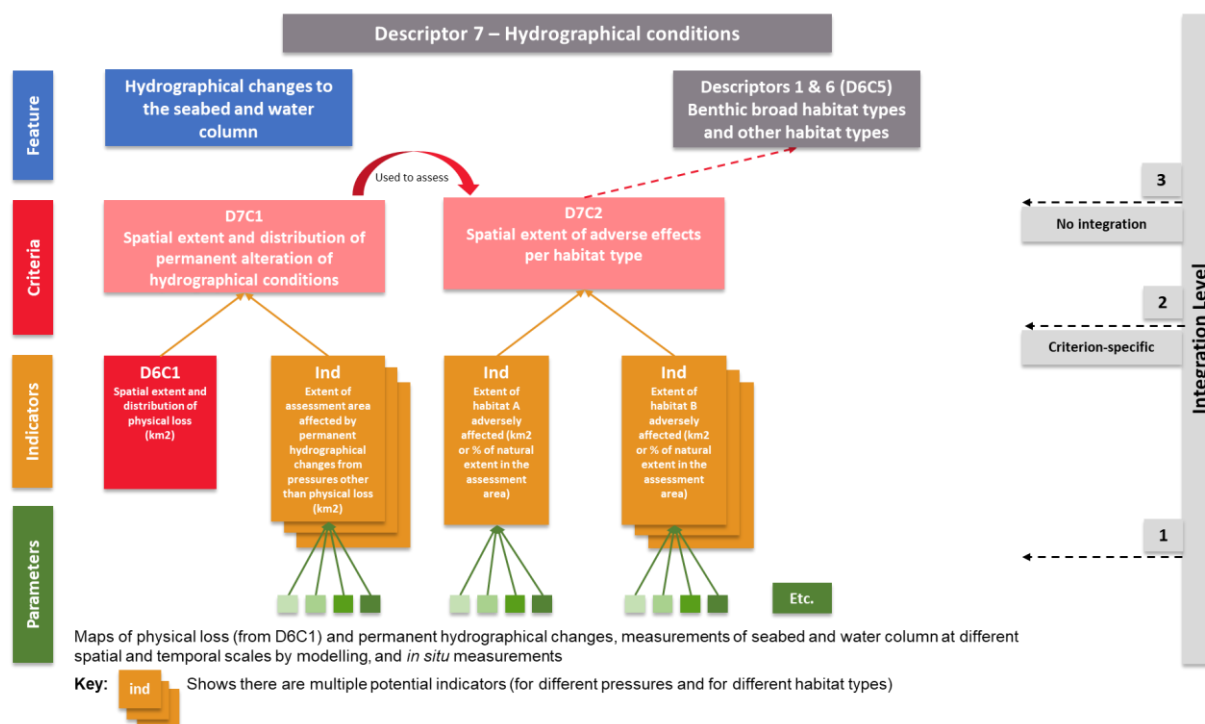 Descriptor 7 – Hydrographical conditions
Feature
Hydrographical changes to
the seabed and water
column
Descriptors 1 & 6 (D6C5)
Benthic broad habitat types
and other habitat types
Used to assess
3
No integration
Criteria
D7C1
Spatial extent and distribution of
permanent alteration of
hydrographical conditions
D7C2
Spatial extent of adverse effects
per habitat type
2
Criterion-specific
Integration Level
Indicators
D6C1
Spatial extent and
distribution of
physical loss
(km2)
Ind
Extent of
assessment area
affected by
permanent
hydrographical
changes from
pressures other
than physical loss
(km2)
Ind
Extent of
habitat A
adversely
affected (km2
or % of natural
extent in the
assessment
area)
Ind
Extent of
habitat B
adversely
affected (km2
or % of natural
extent in the
assessment
area)
1
Parameters
Etc.
Maps of physical loss (from D6C1) and permanent hydrographical changes, measurements of seabed and water column at different
spatial and temporal scales by modelling, and in situ measurements
Key:
ind
Shows there are multiple potential indicators (for different pressures and for different habitat types)